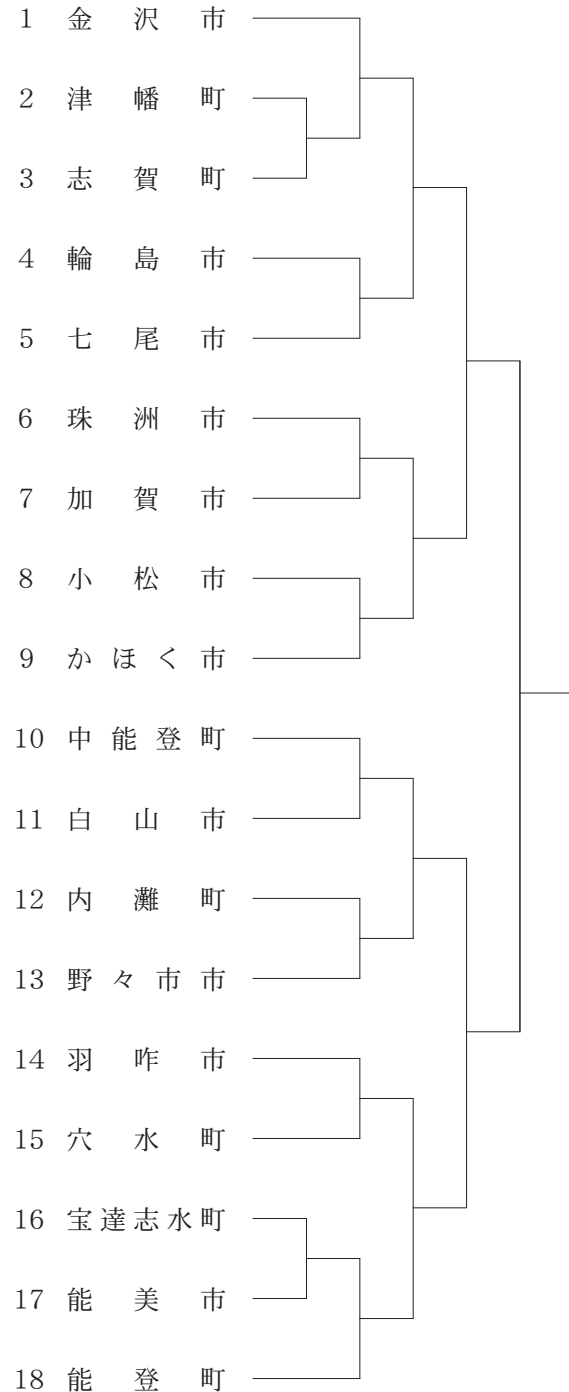 1 金沢市
2 津幡町
3 志賀町
4 輪島市
5 七尾市
6 珠洲市
7 加賀市
8 小松市
9 かほく市
10 中能登町
11 白山市
12 内灘町
13 野々市市
14 羽咋市
15 穴水町
16 宝達志水町
17 能美市
18 能登町